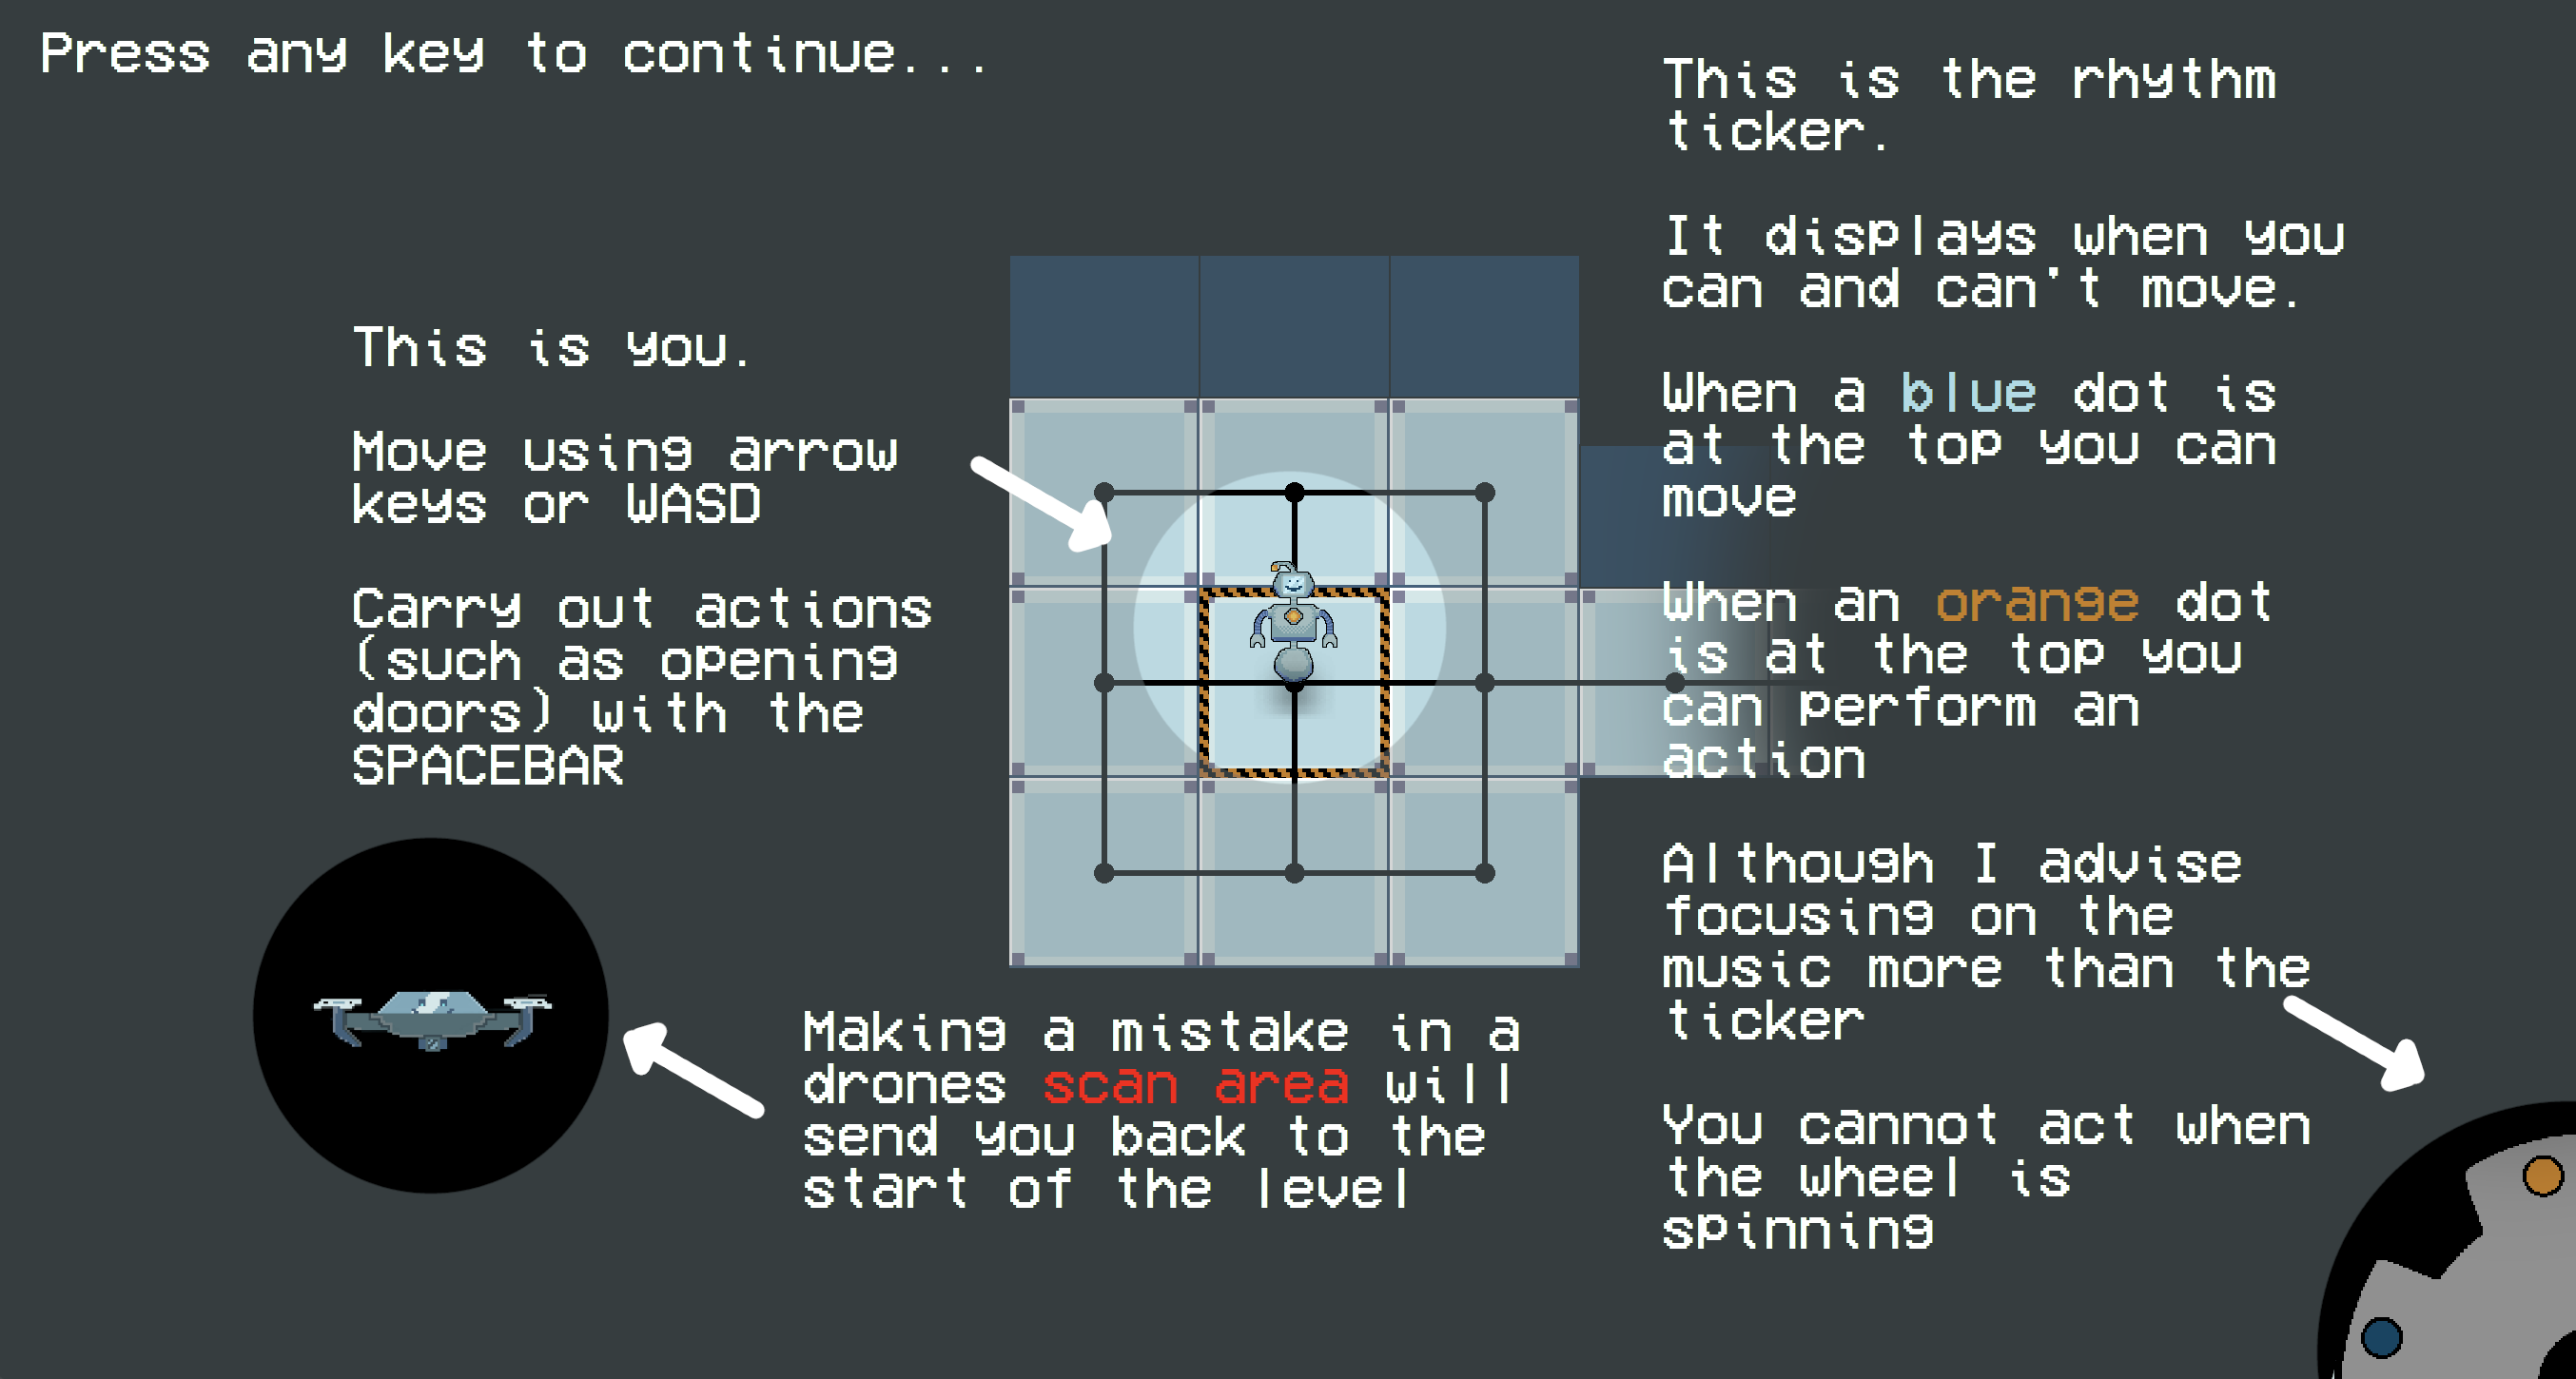 Press any key to continue...
This is you.
Move using arrow
keys or WASD
Carry out actions
(such as opening
doors) with the
SPACEBAR
Making a mistake in a
drones scan area will
send you back to the
start of the level
This is the rhythm
ticker.
It displays when you
can and can't move.
When a blue dot is
at the top you can
move
When an orange dot
is at the top you
can perform an
action
Although I advise
focusing on the
music more than the
ticker
You cannot act when
the wheel is
spinning